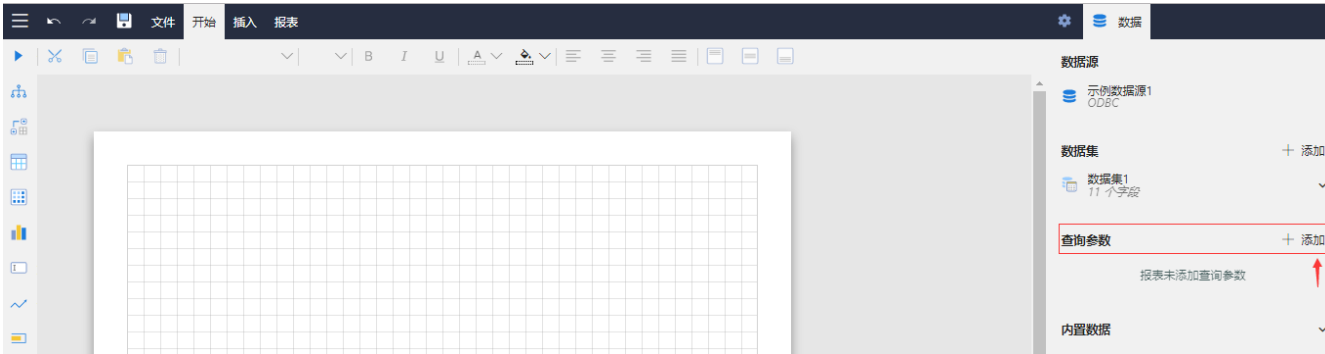 文件 开始 插入 报表 数据
B I U A
数据源
示例数据源1
ODBC
数据集 + 添加
数据集1
11 个字段
查询参数 + 添加
报表未添加查询参数
内置数据